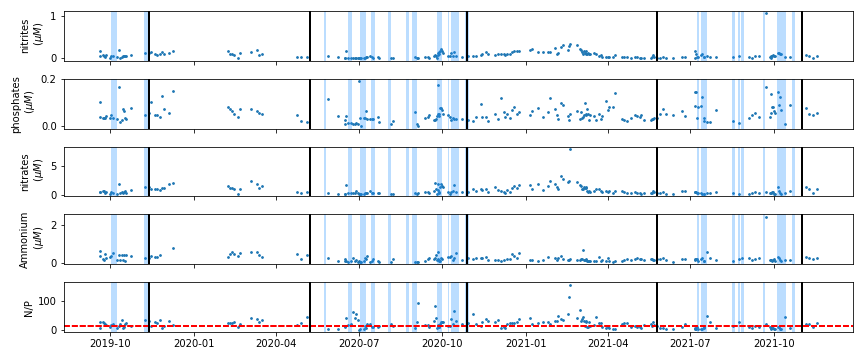 nitrites
(μM)
1
0
phosphates
(μM)
0.2
0.0
nitrates
(μM)
5
0
Ammonium
(μM)
2
0
N/P
100
0
2019-10 2020-01 2020-04 2020-07 2020-10 2021-01 2021-04 2021-07 2021-10